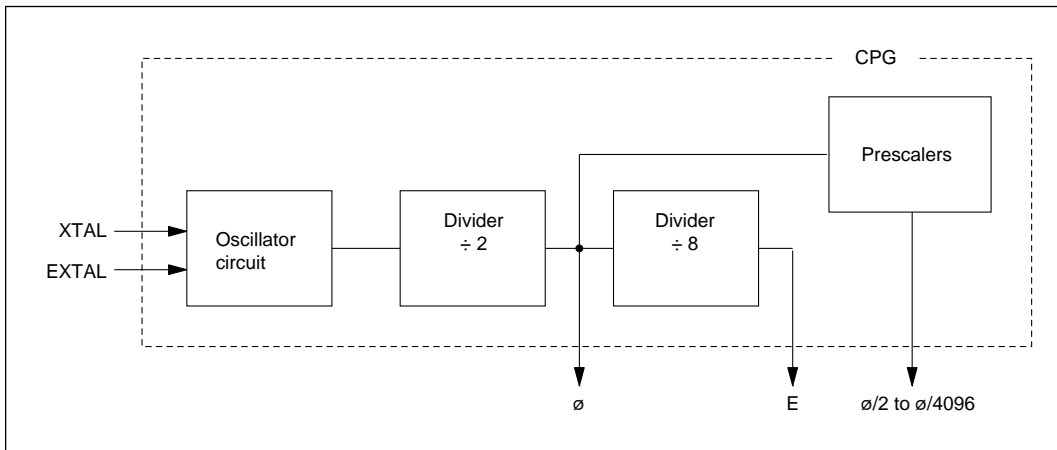 CPG
Prescalers
XTAL
EXTAL
Oscillator
circuit
Divider
÷ 2
Divider
÷ 8
ø
E
ø/2 to ø/4096